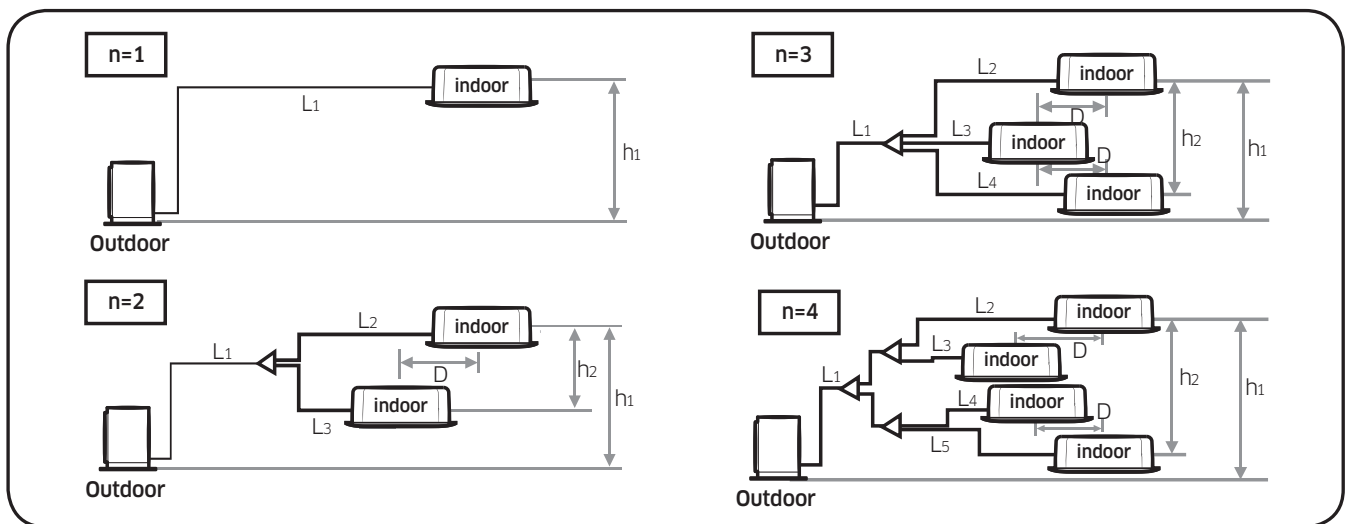 n=1
indoor
L1
h1
Outdoor
n=2
indoor
L2
L1
D
h2
h1
indoor
L3
Outdoor
n=3
indoor
L2
D
L1
L3
indoor
h2
h1
D
L4
indoor
Outdoor
n=4
indoor
L2
D
L3
indoor
L1
h2
h1
L4
indoor
D
L5
indoor
Outdoor